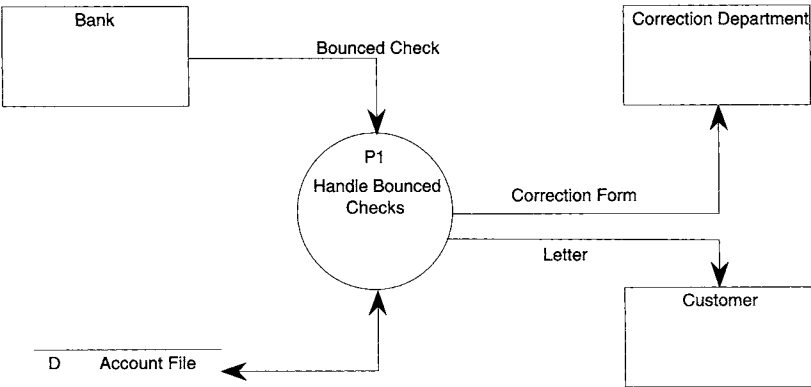 Bank
Correction Department
Bounced Check
P1
Handle Bounced
Checks
Correction Form
Letter
Customer
D Account File